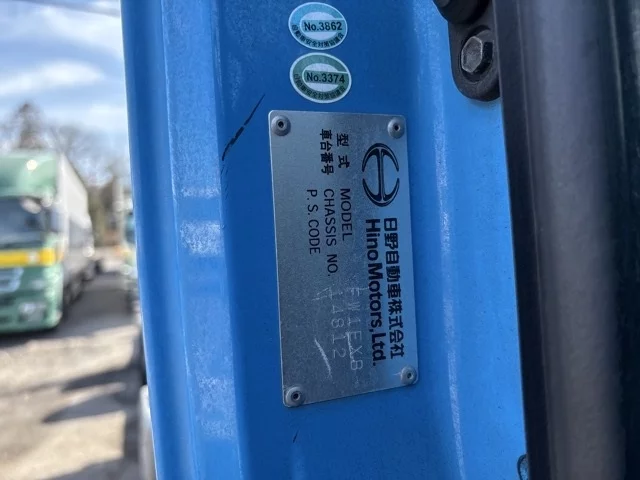 No.3862
No.3374
日野自動車株式会社
Hino Motors, Ltd.
型式 MODEL
車台番号 CHASSIS NO. 14812
P.S.CODE